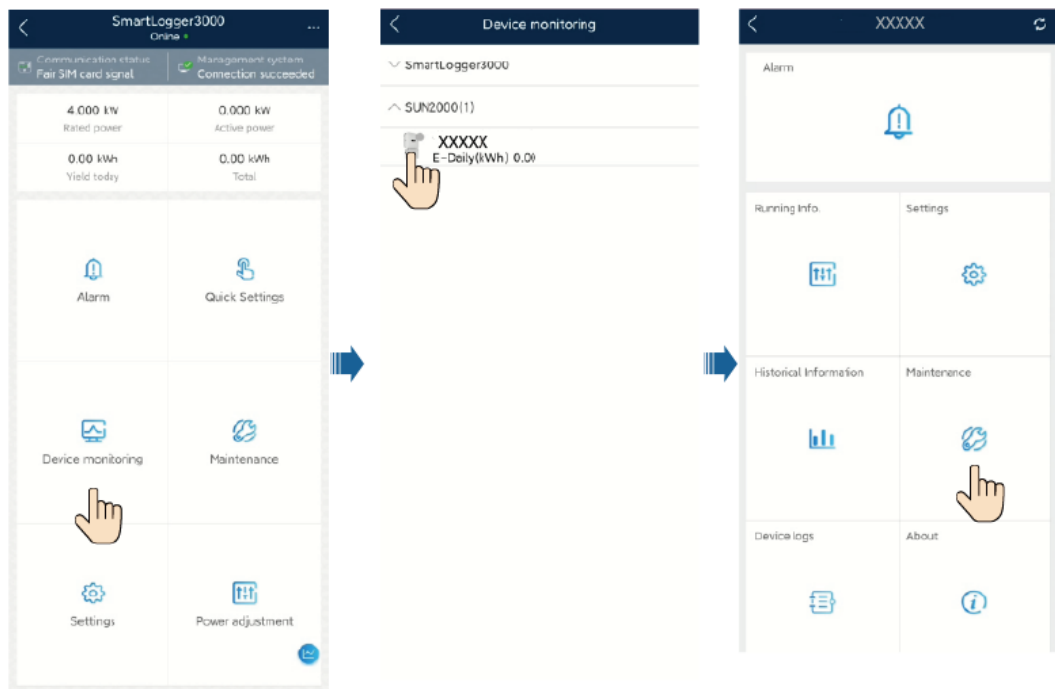 SmartLogger3000
...
Online
Communication status
Fair SIM card signal
Management system
Connection succeeded
4.000 kW
Rated power
0.000 kW
Active power
0.00 kWh
Yield today
0.00 kWh
Total
Alarm
Quick Settings
Device monitoring
Maintenance
Settings
Power adjustment
Device monitoring
SmartLogger3000
SUN2000(1)
XXXXX
E-Daily(kWh) 0.00
XXXXX
Alarm
Running Info.
Settings
Historical Information
Maintenance
Device logs
About